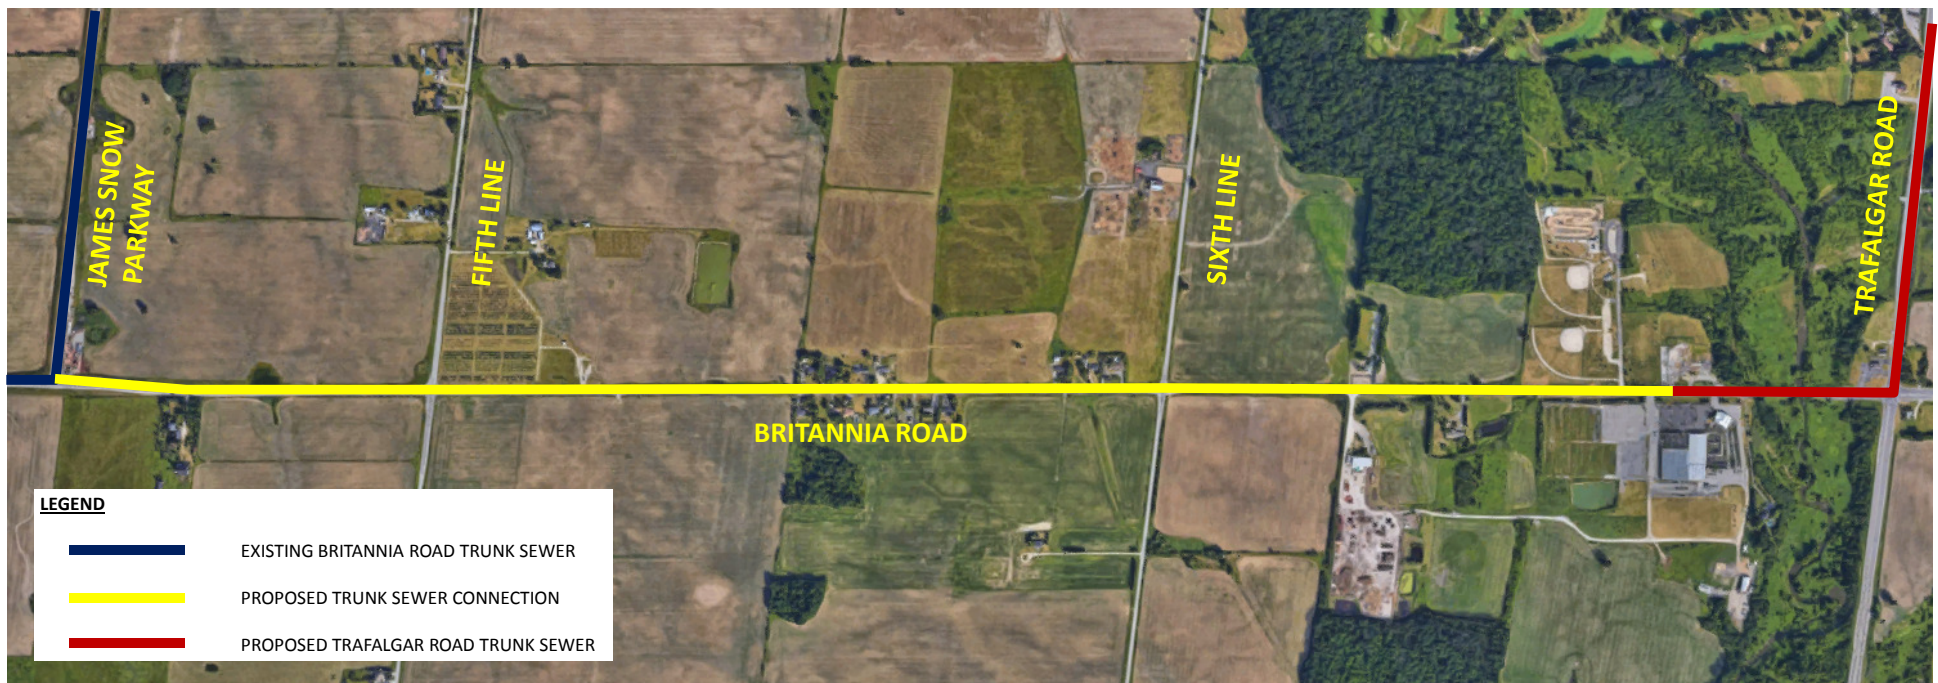 JAMES SNOW
PARKWAY
FIFTH LINE
SIXTH LINE
TRAFALGAR ROAD
BRITANNIA ROAD
LEGEND
EXISTING BRITANNIA ROAD TRUNK SEWER
PROPOSED TRUNK SEWER CONNECTION
PROPOSED TRAFALGAR ROAD TRUNK SEWER